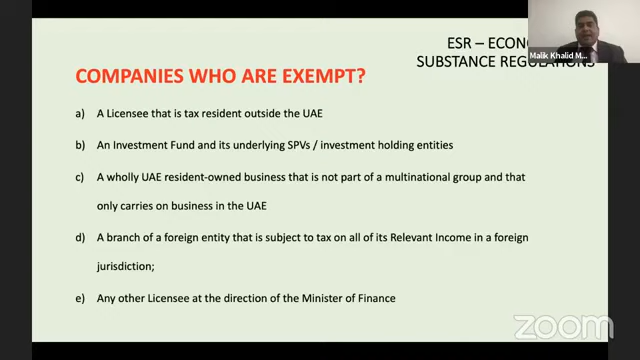 ESR – ECONO
SUBSTANCE REGULATIONS
Malik Khalid M...
COMPANIES WHO ARE EXEMPT?
a) A Licensee that is tax resident outside the UAE
b) An Investment Fund and its underlying SPVs / investment holding entities
c) A wholly UAE resident-owned business that is not part of a multinational group and that
only carries on business in the UAE
d) A branch of a foreign entity that is subject to tax on all of its Relevant Income in a foreign
jurisdiction;
e) Any other Licensee at the direction of the Minister of Finance
zoom